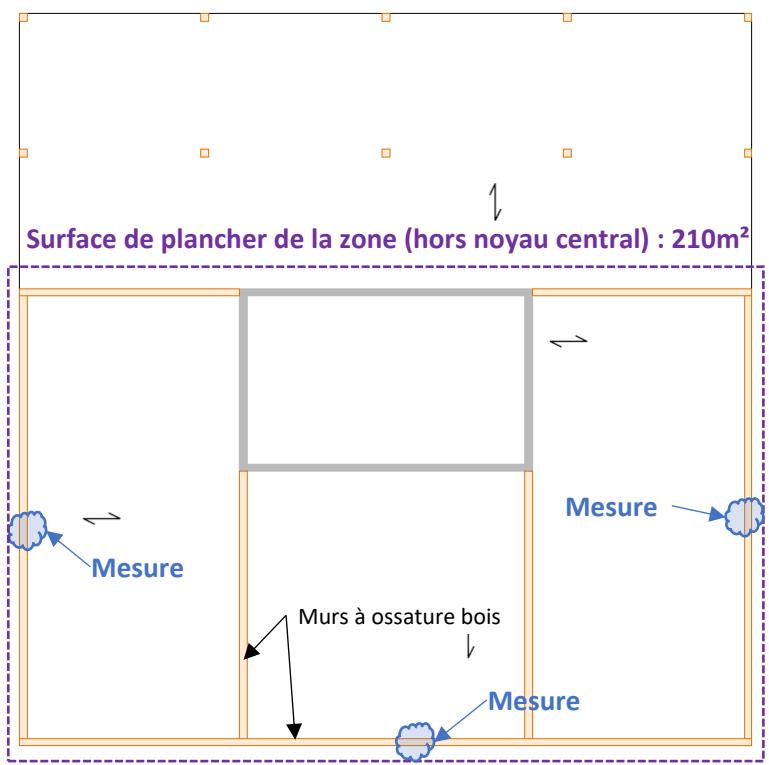 Surface de plancher de la zone (hors noyau central) : 210m²
Mesure
Mesure
Murs à ossature bois
Mesure